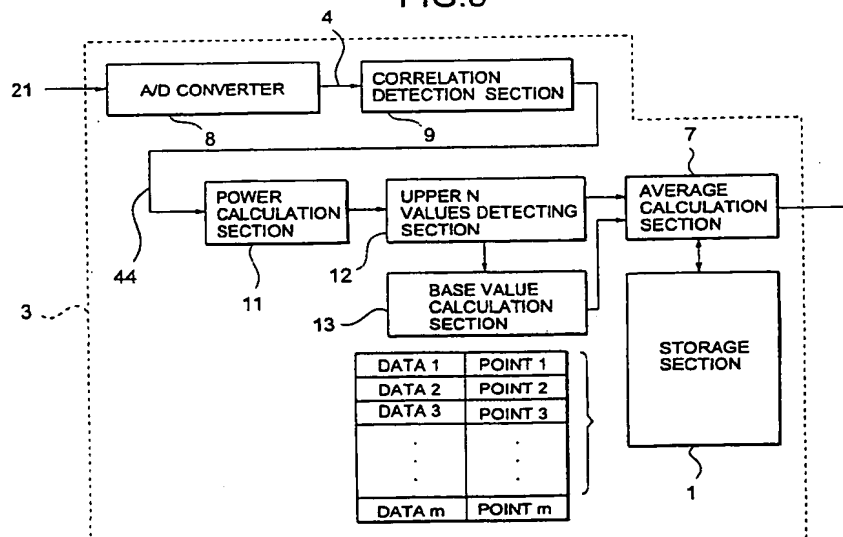 4
21
A/D CONVERTER
CORRELATION
DETECTION SECTION
8
9
7
POWER
CALCULATION
SECTION
UPPER N
VALUES DETECTING
SECTION
AVERAGE
CALCULATION
SECTION
44
11
12
3
13
BASE VALUE
CALCULATION
SECTION
STORAGE
SECTION
DATA 1 POINT 1
DATA 2 POINT 2
DATA 3 POINT 3
DATA m POINT m
1